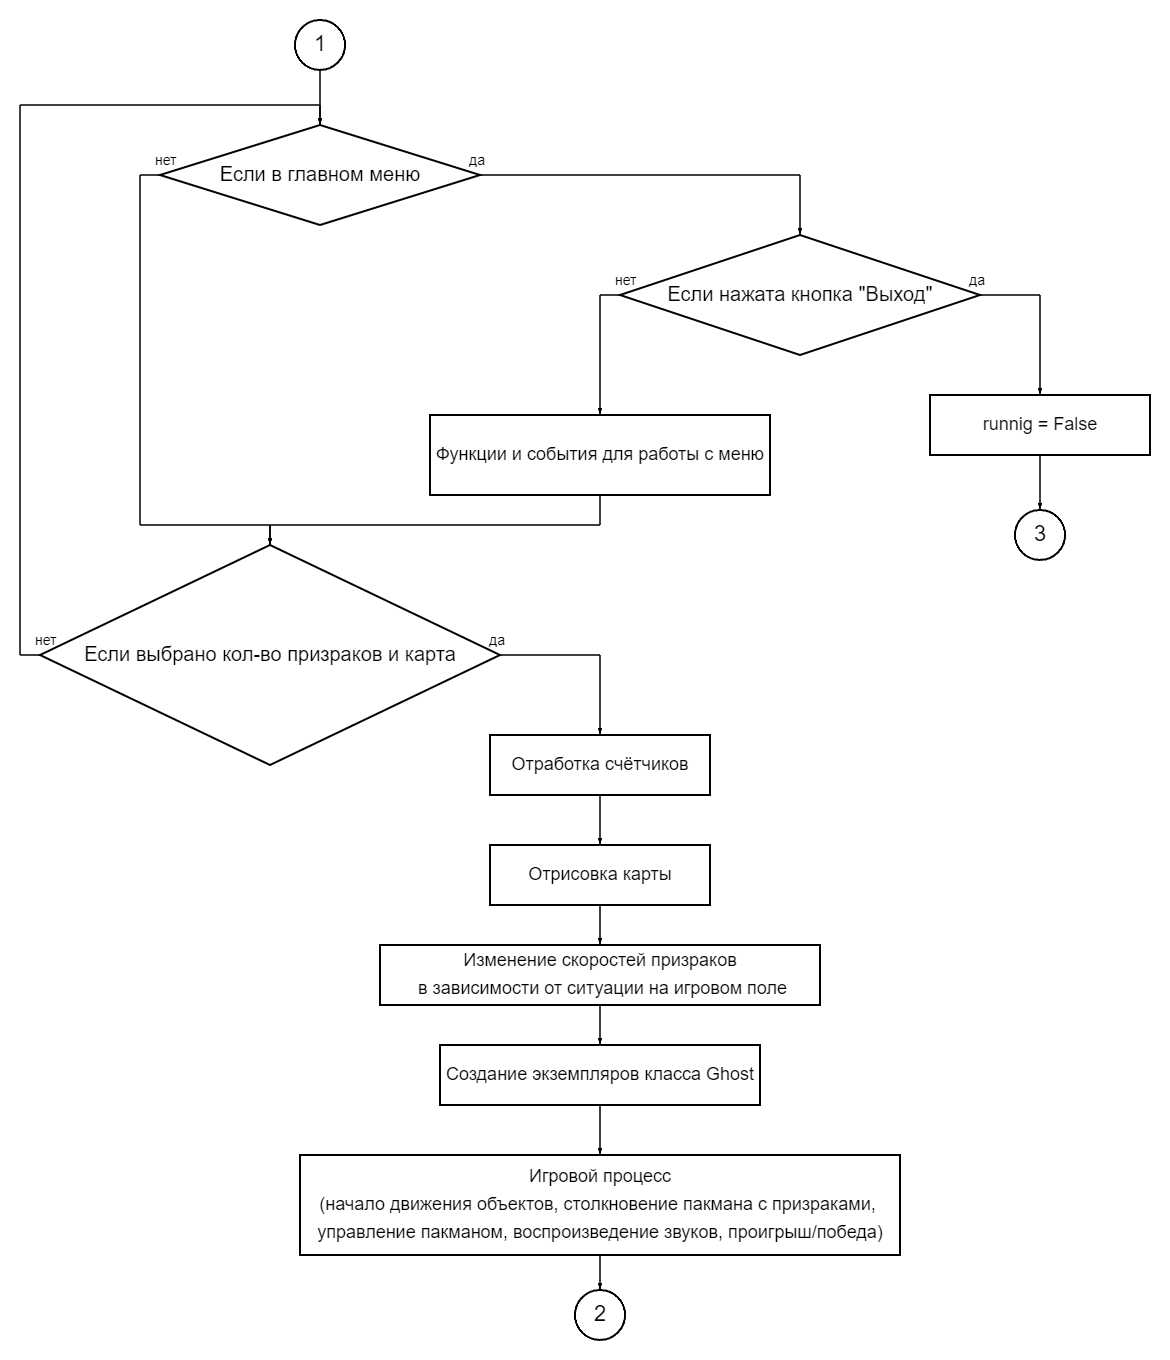 1
нет
да
Если в главном меню
нет
да
Если нажата кнопка "Выход"
Функции и события для работы с меню
runnig = False
3
нет
да
Если выбрано кол-во призраков и карта
Отработка счётчиков
Отрисовка карты
Изменение скоростей призраков
в зависимости от ситуации на игровом поле
Создание экземпляров класса Ghost
Игровой процесс
(начало движения объектов, столкновение пакмана с призраками,
управление пакманом, воспроизведение звуков, проигрыш/победа)
2